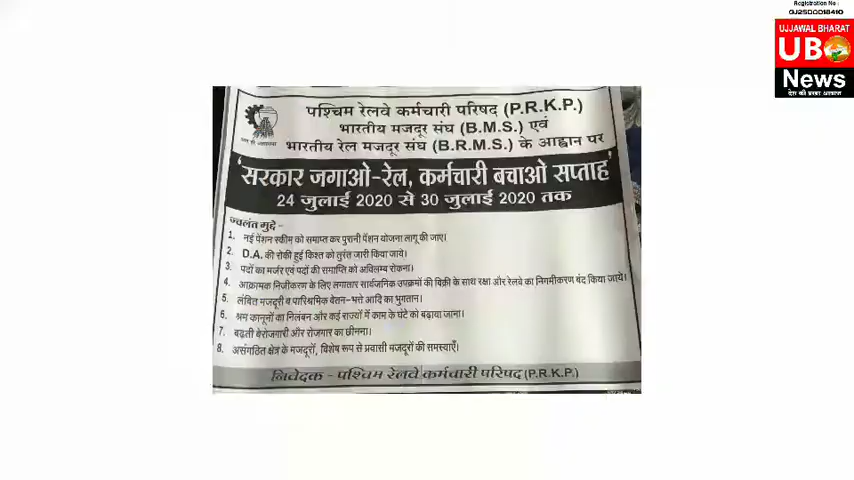 Registration No :
GJ25D0018410
UJJAWAL BHARAT
UBO
News
पश्चिम रेलवे कर्मचारी परिषद (P.R.K.P.)
भारतीय मजदूर संघ (B.M.S.) एवं
भारतीय रेल मजदूर संघ (B.R.M.S.) के आह्वान पर
'सरकार जगाओ-रेल, कर्मचारी बचाओ सप्ताह'
24 जुलाई 2020 से 30 जुलाई 2020 तक
ज्वलंत मुद्दे -
1. नई पेंशन स्कीम को समाप्त कर पुरानी पेंशन योजना लागू की जाए।
2. D.A. की रोकी हुई किश्त को तुरंत जारी किया जाये।
3. पदों का मर्जर एवं पदों की समाप्ति को अविलम्ब रोकना।
4. आक्रामक निजीकरण के लिए लगातार सार्वजनिक उपक्रमों की बिक्री के साथ रक्षा और रेलवे का निगमीकरण बंद किया जायें।
5. लंबित मजदूरी व पारिश्रमिक वेतन-भत्ते आदि का भुगतान।
6. श्रम कानूनों का निलंबन और कई राज्यों में काम के घंटे को बढ़ाया जाना।
7. बढ़ती बेरोजगारी और रोजगार का छीनना।
8. असंगठित क्षेत्र के मजदूरों, विशेष रूप से प्रवासी मजदूरों की समस्याएँ।
निवेदक - पश्चिम रेलवे कर्मचारी परिषद (P.R.K.P.)